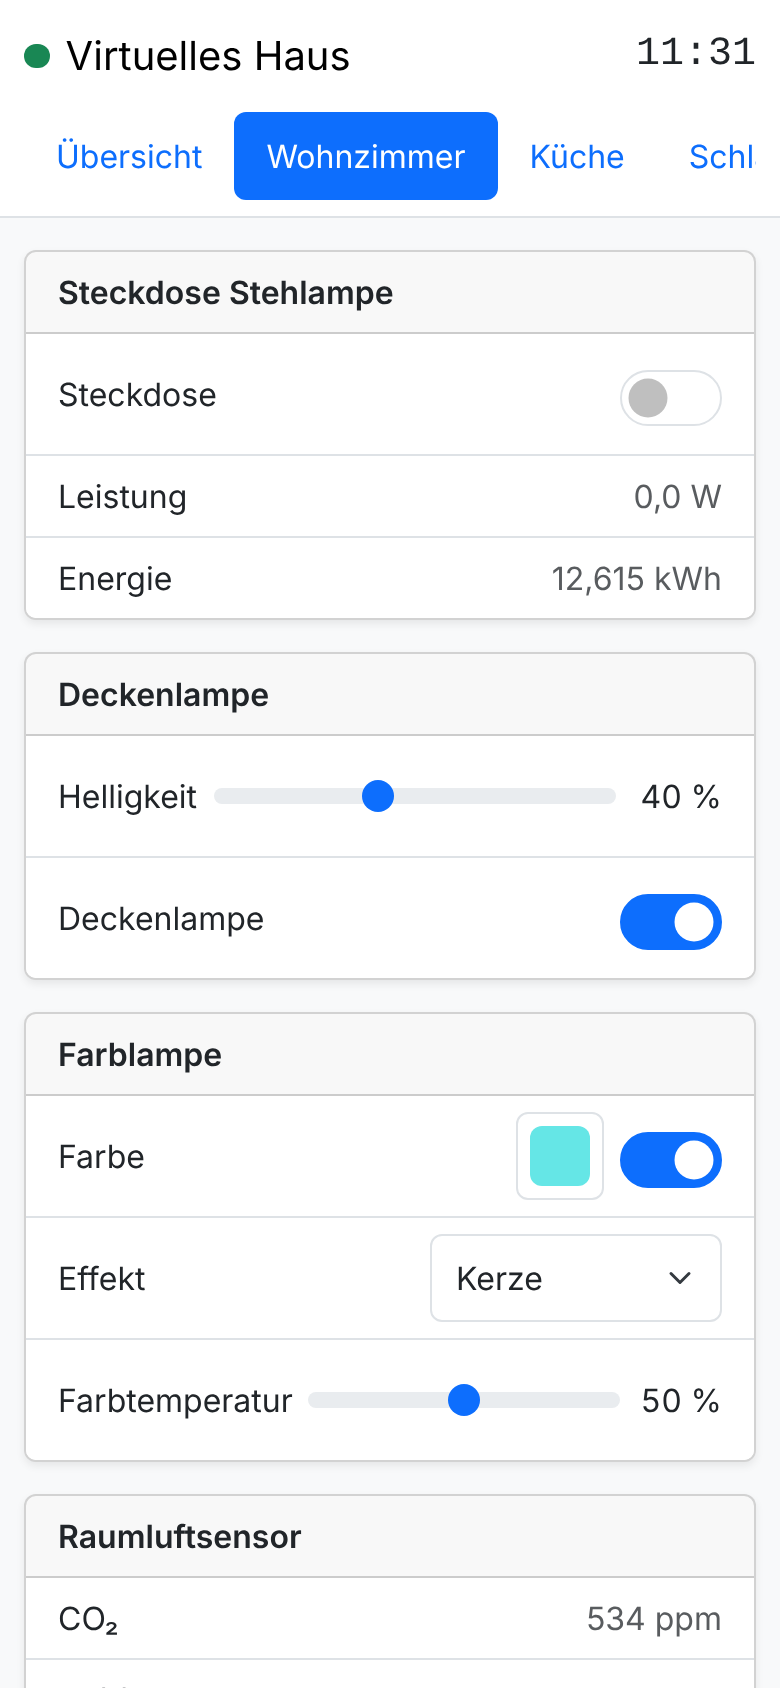 Virtuelles Haus 11:31
Übersicht Wohnzimmer Küche
Steckdose Stehlampe
Steckdose
Leistung 0,0 W
Energie 12,615 kWh
Deckenlampe
Helligkeit 40 %
Deckenlampe
Farblampe
Farbe
Effekt Kerze
Farbtemperatur 50 %
Raumluftsensor
CO₂ 534 ppm